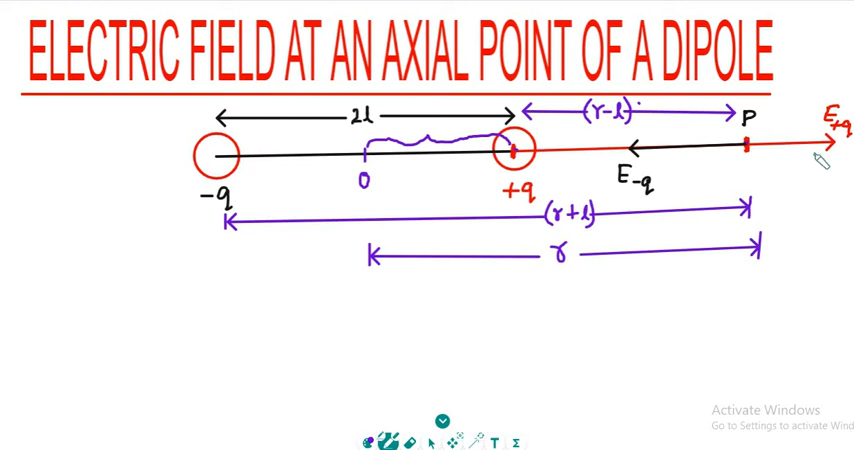 ELECTRIC FIELD AT AN AXIAL POINT OF A DIPOLE
2l
(r-l)
P
E+q
O
E-q
-q
+q
(r+l)
r
Activate Windows
Go to Settings to activate Wind
T Σ